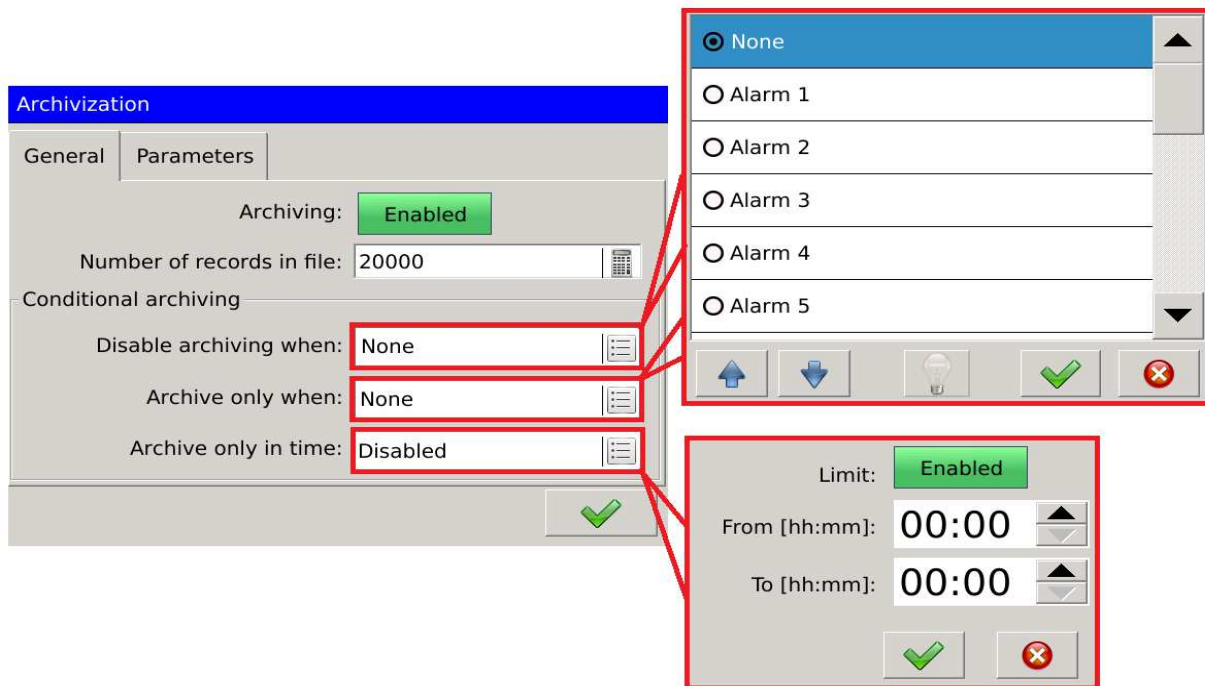 Archivization
General
Parameters
Archiving: Enabled
Number of records in file: 20000
Conditional archiving
Disable archiving when: None
Archive only when: None
Archive only in time: Disabled
None
Alarm 1
Alarm 2
Alarm 3
Alarm 4
Alarm 5
Limit: Enabled
From [hh:mm]: 00:00
To [hh:mm]: 00:00